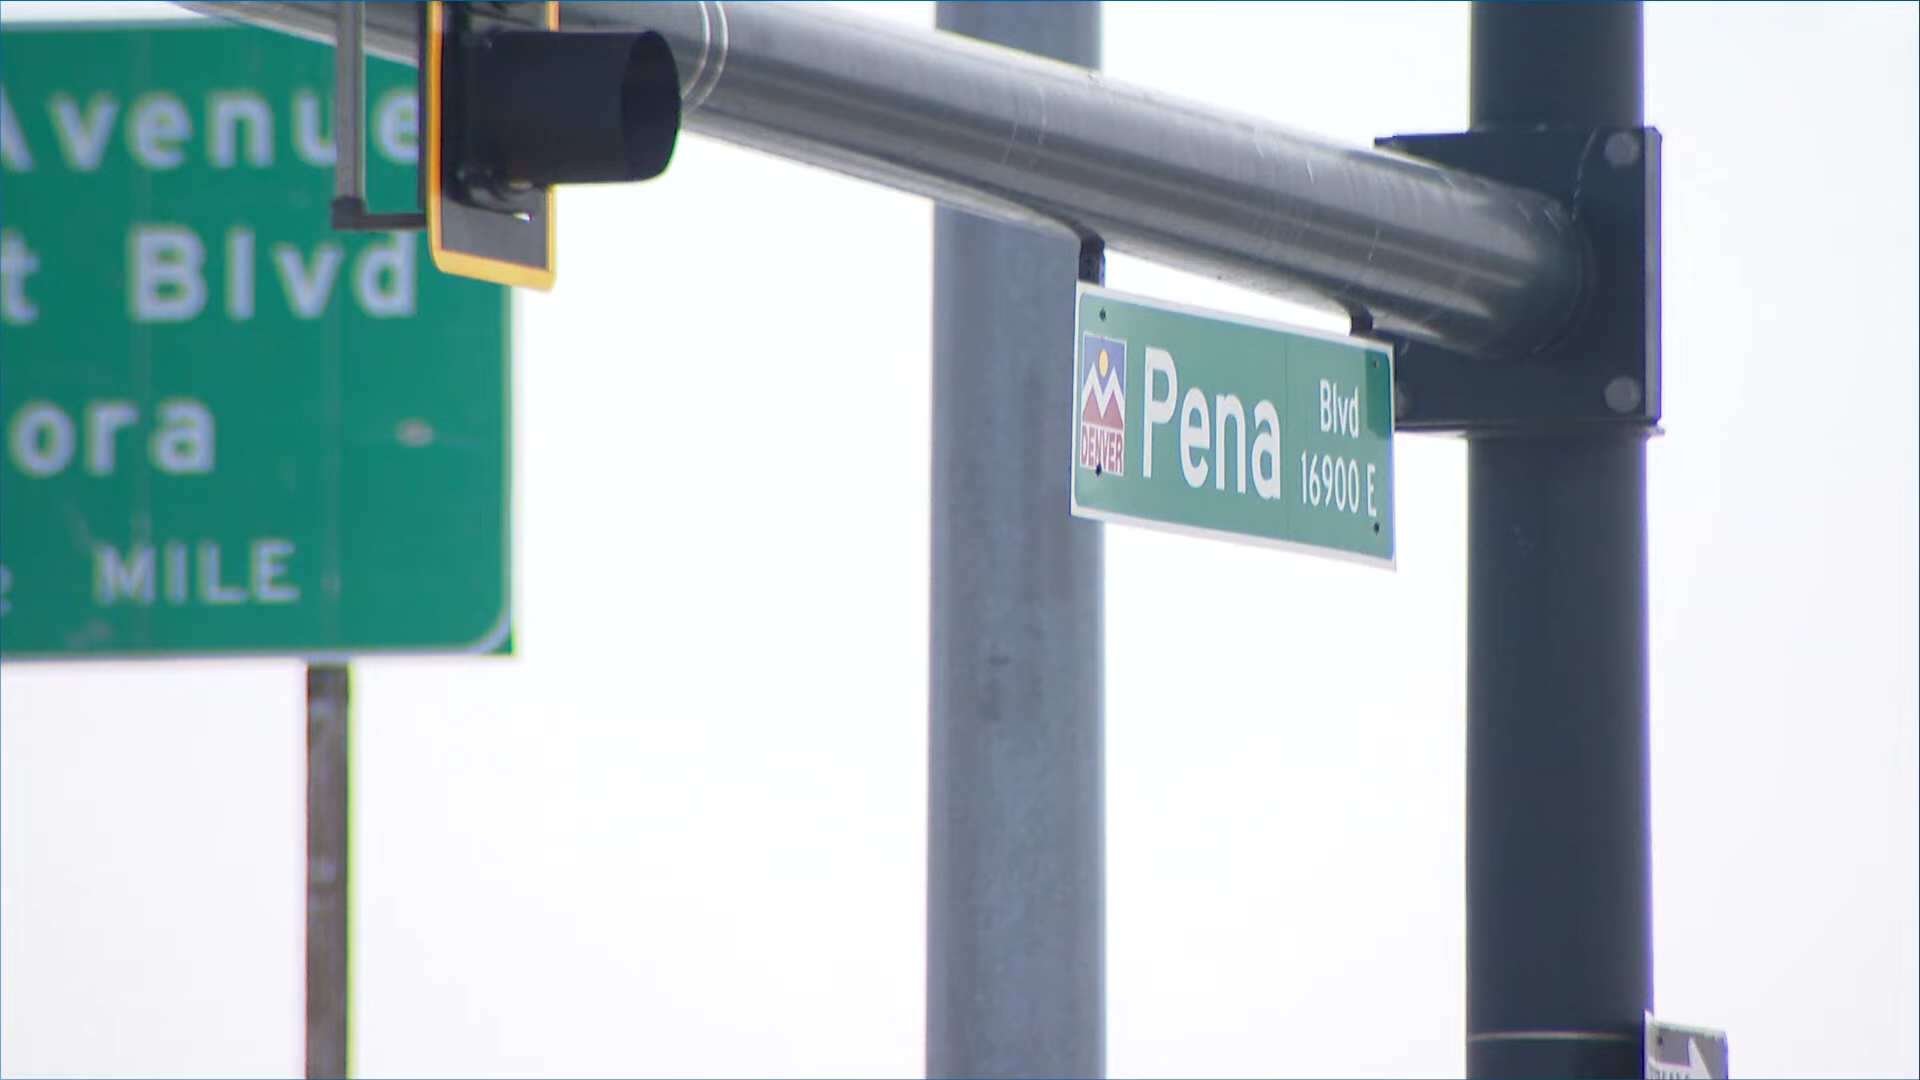 Avenue
t Blvd
ora
MILE
DENVER
Pena
Blvd
16900 E